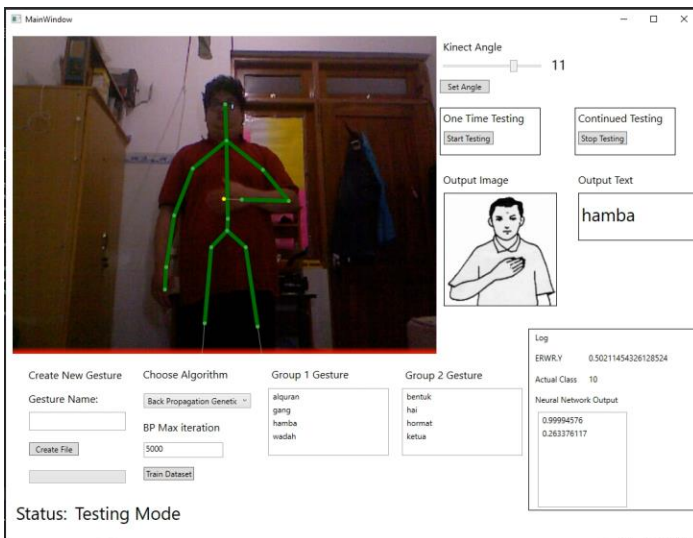 MainWindow
Kinect Angle
11
Set Angle
One Time Testing
Start Testing
Continued Testing
Stop Testing
Output Image
Output Text
hamba
Log
ERWR.Y 0.50211454326128524
Actual Class 10
Neural Network Output
0.99994576
0.263376117
Create New Gesture
Gesture Name:
Create File
Choose Algorithm
Back Propagation Genetic
BP Max iteration
5000
Train Dataset
Group 1 Gesture
alquran
gang
hamba
wadah
Group 2 Gesture
bentuk
hai
hormat
ketua
Status: Testing Mode